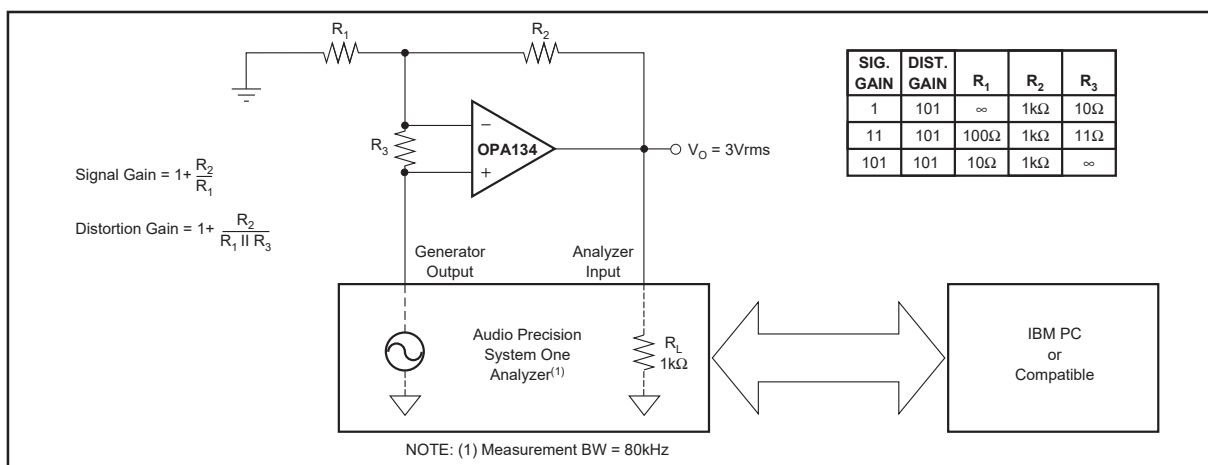 R1
R2
R3
−
OPA134
+
VO = 3Vrms
Signal Gain = 1+ R2
R1
Distortion Gain = 1+ R2
R1 II R3
SIG. GAIN DIST. GAIN R1 R2 R3
1 101 ∞ 1kΩ 10Ω
11 101 100Ω 1kΩ 11Ω
101 101 10Ω 1kΩ ∞
Generator
Output
Analyzer
Input
Audio Precision
System One
Analyzer(1)
RL
1kΩ
IBM PC
or
Compatible
NOTE: (1) Measurement BW = 80kHz